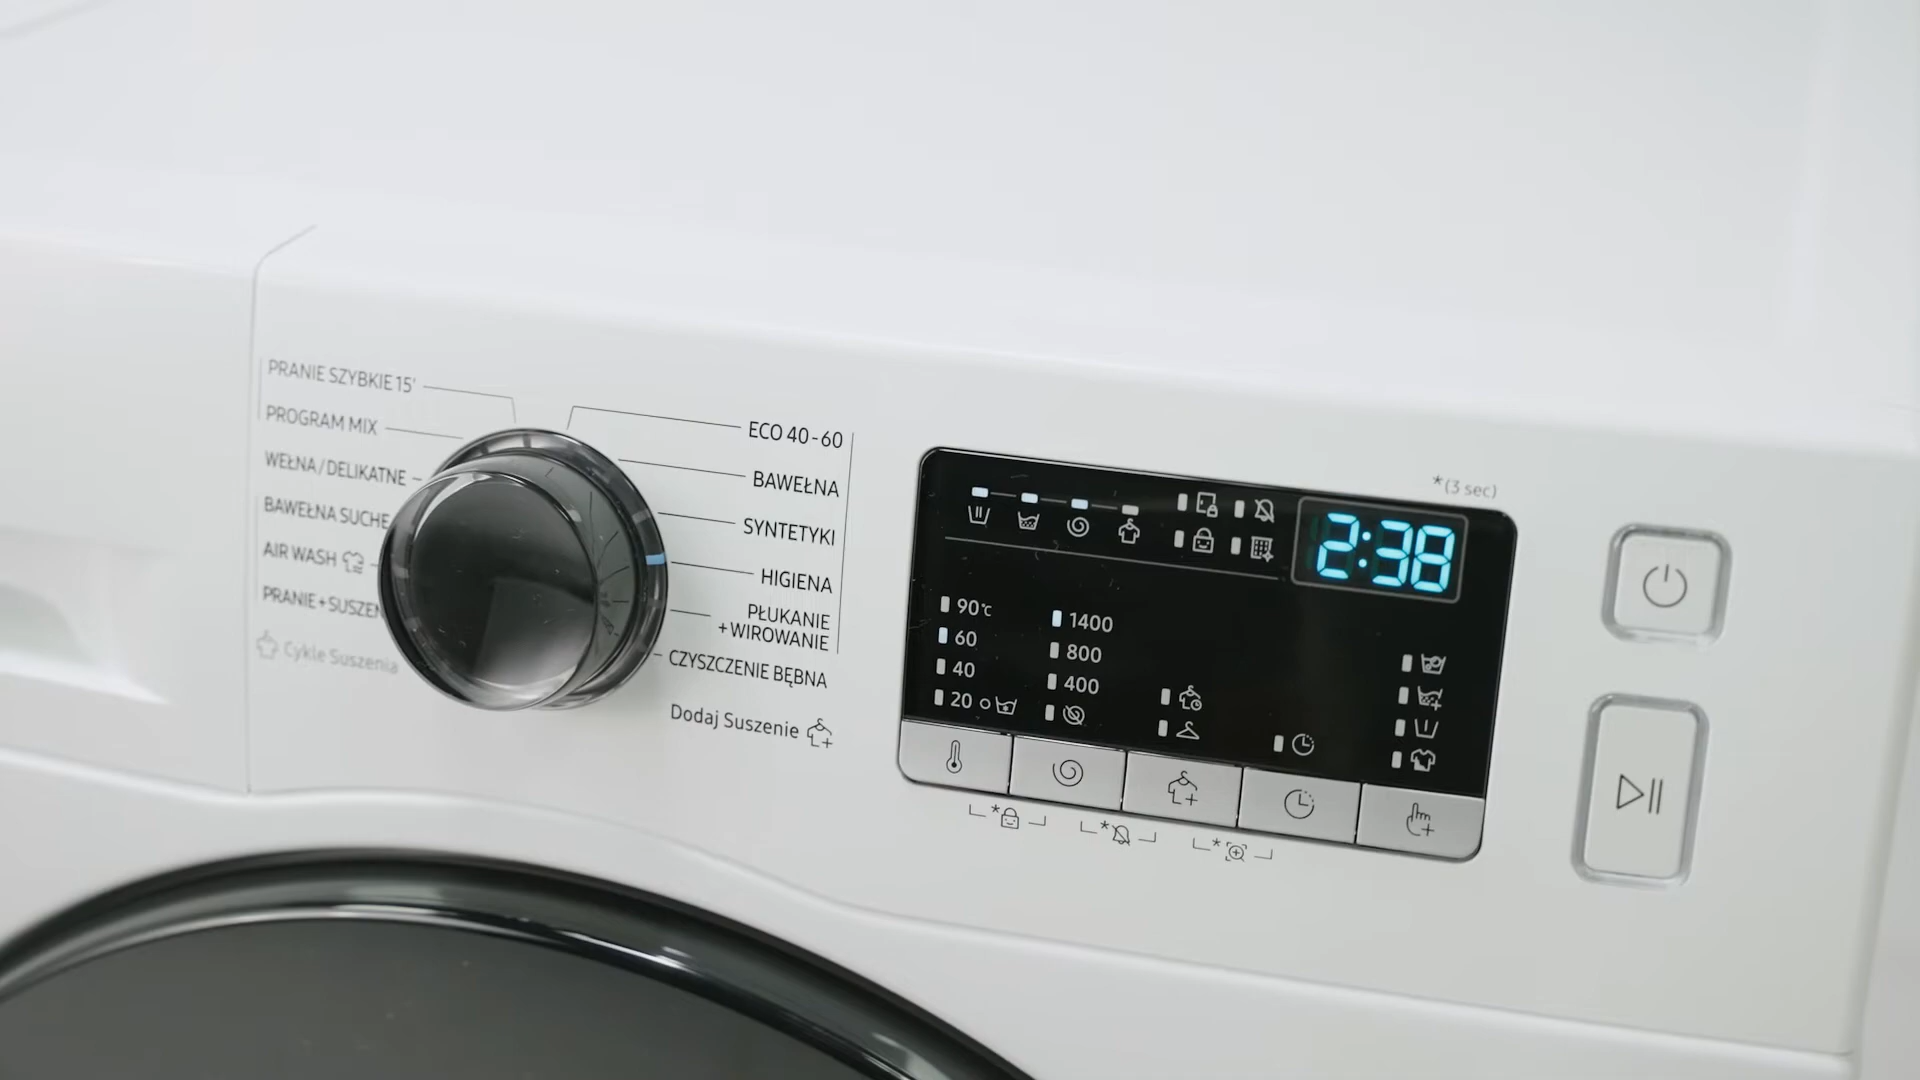 PRANIE SZYBKIE 15'
PROGRAM MIX
WEŁNA/DELIKATNE
BAWEŁNA SUCHE
AIR WASH
PRANIE+SUSZEN
Cykle Suszenia
ECO 40-60
BAWEŁNA
SYNTETYKI
HIGIENA
PŁUKANIE
+WIROWANIE
CZYSZCZENIE BĘBNA
Dodaj Suszenie
*(3 sec)
2:38
90°C
60
40
20
1400
800
400